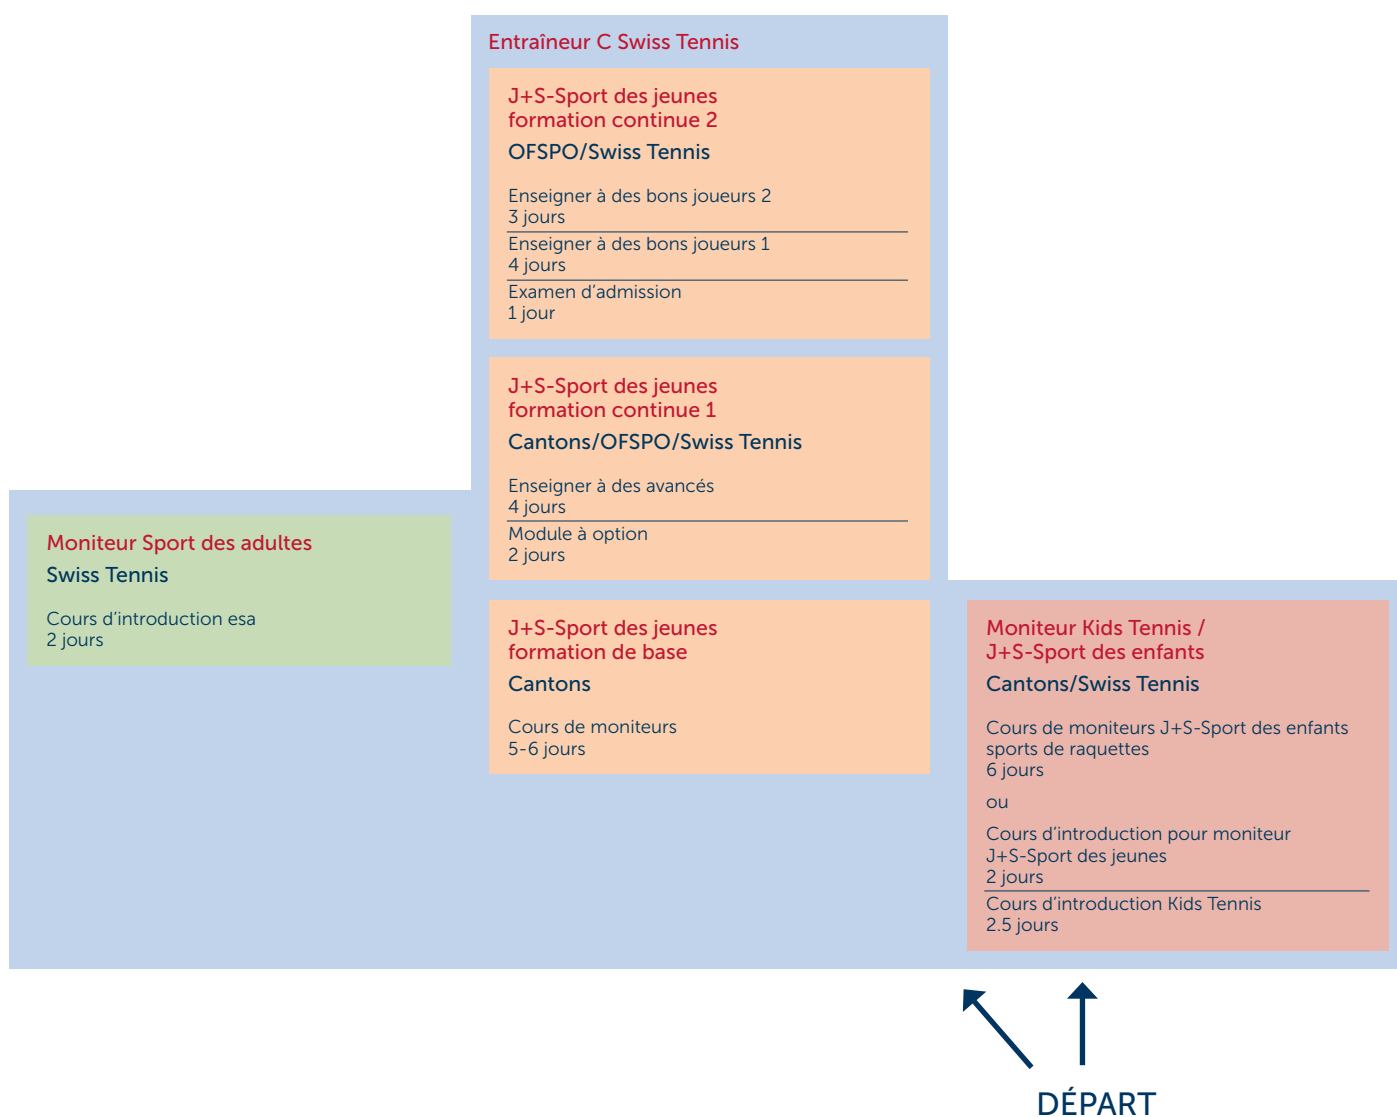 Entraîneur C Swiss Tennis
J+S-Sport des jeunes
formation continue 2
OFSPO/Swiss Tennis
Enseigner à des bons joueurs 2
3 jours
Enseigner à des bons joueurs 1
4 jours
Examen d’admission
1 jour
J+S-Sport des jeunes
formation continue 1
Cantons/OFSPO/Swiss Tennis
Enseigner à des avancés
4 jours
Module à option
2 jours
Moniteur Sport des adultes
Swiss Tennis
Cours d’introduction esa
2 jours
J+S-Sport des jeunes
formation de base
Cantons
Cours de moniteurs
5-6 jours
Moniteur Kids Tennis /
J+S-Sport des enfants
Cantons/Swiss Tennis
Cours de moniteurs J+S-Sport des enfants
sports de raquettes
6 jours
ou
Cours d’introduction pour moniteur
J+S-Sport des jeunes
2 jours
Cours d’introduction Kids Tennis
2.5 jours
DÉPART